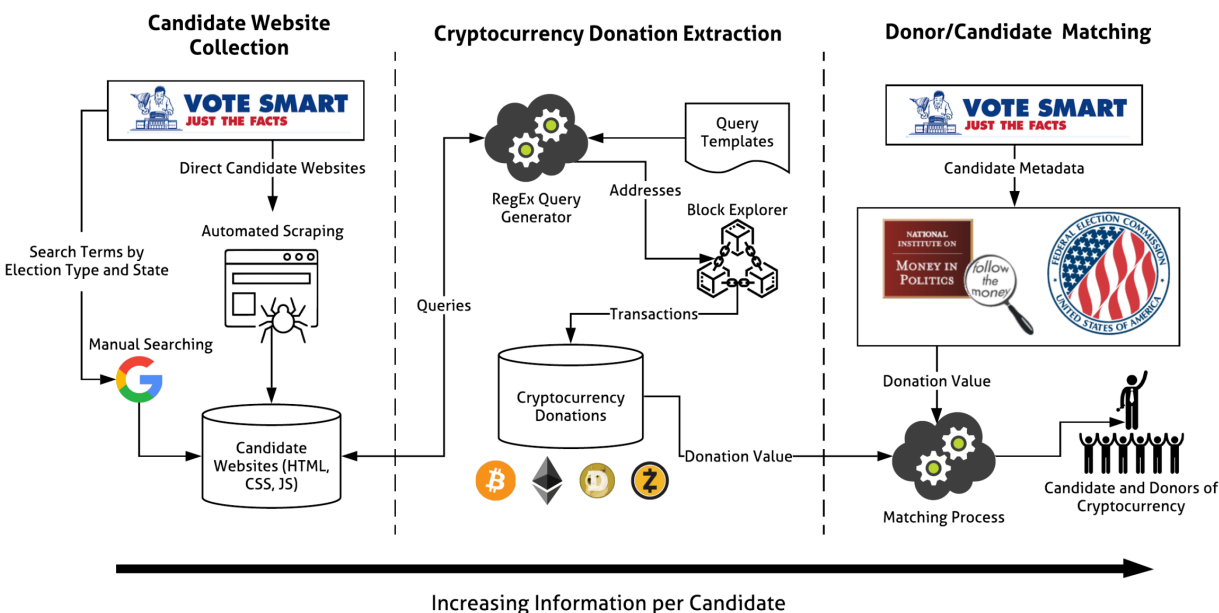 Candidate Website
Collection
VOTE SMART
JUST THE FACTS
Direct Candidate Websites
Automated Scraping
Search Terms by
Election Type and State
Manual Searching
Candidate
Websites (HTML,
CSS, JS)
Cryptocurrency Donation Extraction
Query
Templates
RegEx Query
Generator
Addresses
Block Explorer
Queries
Transactions
Cryptocurrency
Donations
Donation Value
Donor/Candidate Matching
VOTE SMART
JUST THE FACTS
Candidate Metadata
NATIONAL
INSTITUTE ON
MONEY IN
POLITICS
follow
the
money
FEDERAL ELECTION COMMISSION
UNITED STATES OF AMERICA
Donation Value
Matching Process
Candidate and Donors of
Cryptocurrency
Increasing Information per Candidate